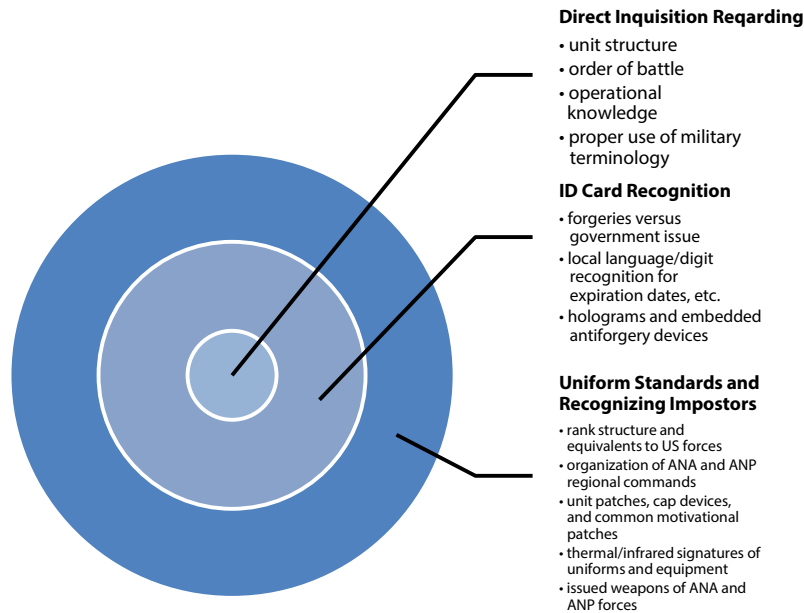 Direct Inquisition Reqarding
• unit structure
• order of battle
• operational
knowledge
• proper use of military
terminology
ID Card Recognition
• forgeries versus
government issue
• local language/digit
recognition for
expiration dates, etc.
• holograms and embedded
antiforgery devices
Uniform Standards and
Recognizing Impostors
• rank structure and
equivalents to US forces
• organization of ANA and ANP
regional commands
• unit patches, cap devices,
and common motivational
patches
• thermal/infrared signatures of
uniforms and equipment
• issued weapons of ANA and
ANP forces